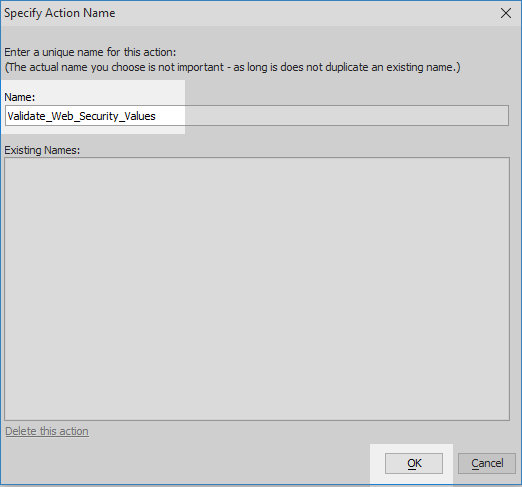 Specify Action Name
Enter a unique name for this action:
(The actual name you choose is not important - as long is does not duplicate an existing name.)
Name:
Validate_Web_Security_Values
Existing Names:
Delete this action
OK
Cancel